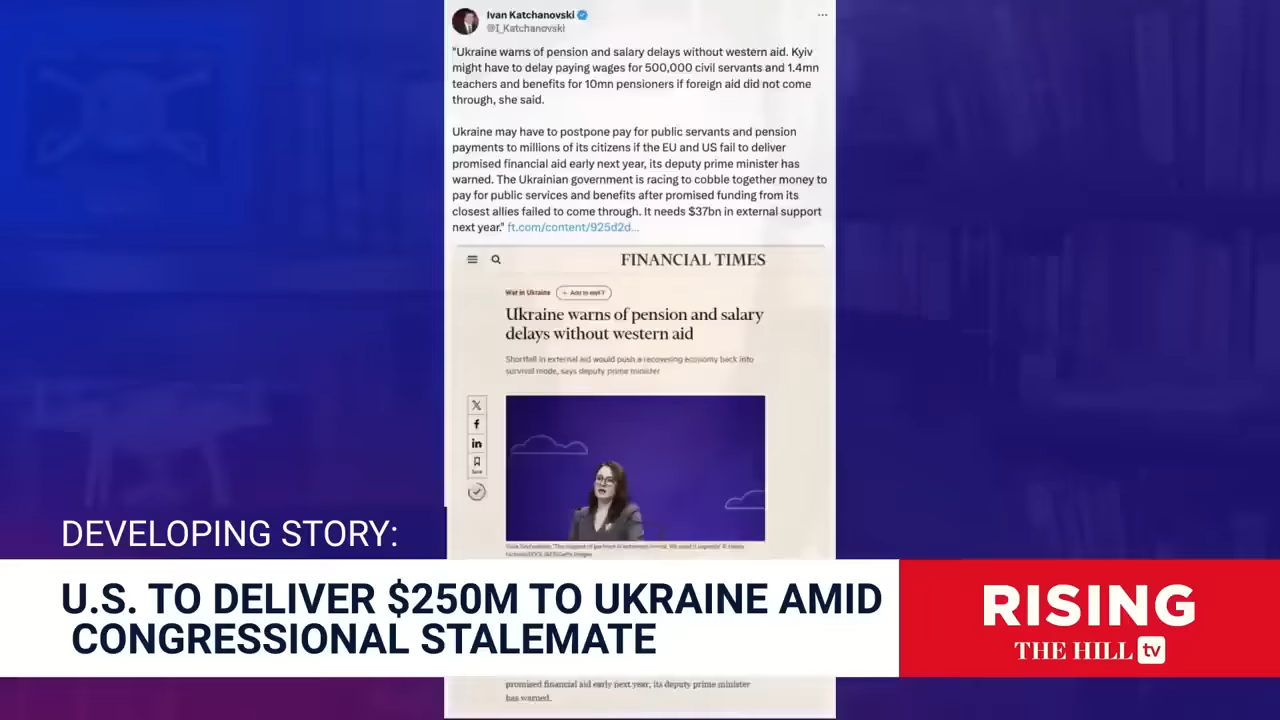 Ivan Katchanovski
@I_Katchanovski
"Ukraine warns of pension and salary delays without western aid. Kyiv
might have to delay paying wages for 500,000 civil servants and 1.4mn
teachers and benefits for 10mn pensioners if foreign aid did not come
through, she said.
Ukraine may have to postpone pay for public servants and pension
payments to millions of its citizens if the EU and US fail to deliver
promised financial aid early next year, its deputy prime minister has
warned. The Ukrainian government is racing to cobble together money to
pay for public services and benefits after promised funding from its
closest allies failed to come through. It needs $37bn in external support
next year." ft.com/content/925d2d...
FINANCIAL TIMES
War in Ukraine + Add to myFT
Ukraine warns of pension and salary
delays without western aid
Shortfall in external aid would push a recovering economy back into
survival mode, says deputy prime minister
Save
DEVELOPING STORY:
U.S. TO DELIVER $250M TO UKRAINE AMID
CONGRESSIONAL STALEMATE
RISING
THE HILL tv
promised financial aid early next year, its deputy prime minister
has warned.